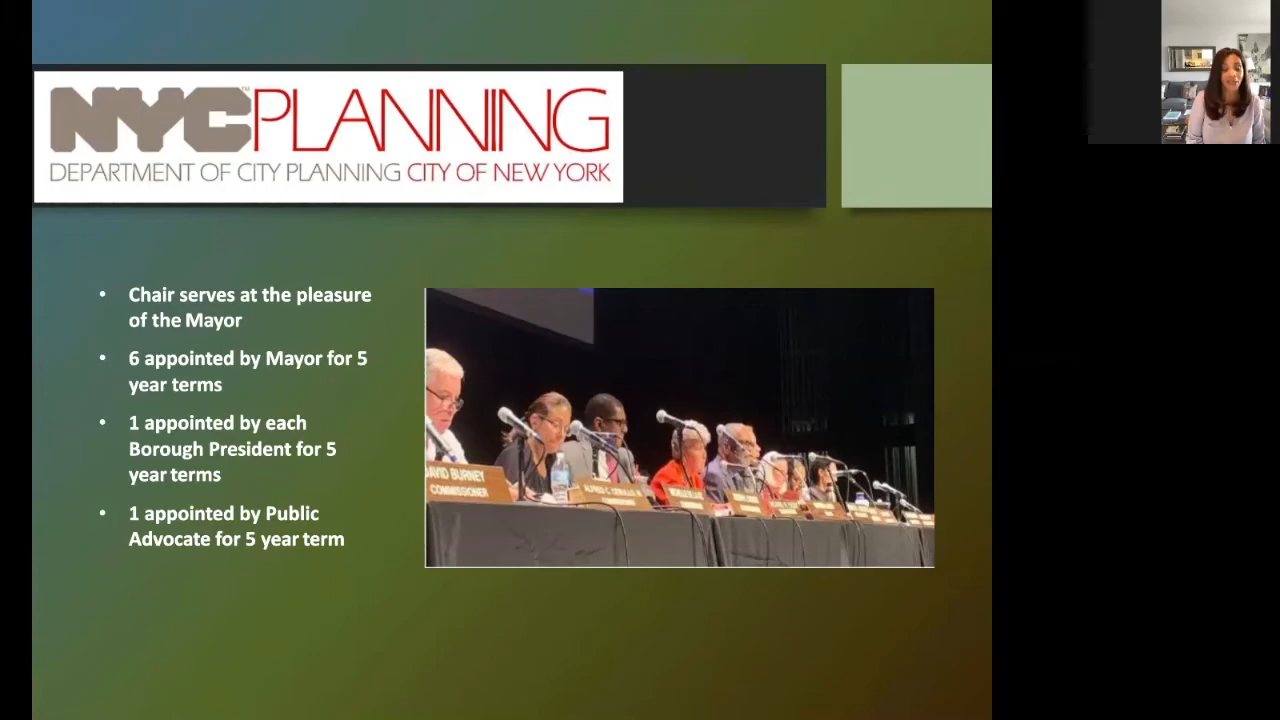 NYCPLANNING
DEPARTMENT OF CITY PLANNING CITY OF NEW YORK
• Chair serves at the pleasure
of the Mayor
• 6 appointed by Mayor for 5
year terms
• 1 appointed by each
Borough President for 5
year terms
• 1 appointed by Public
Advocate for 5 year term
DAVID BURNEY
COMMISSIONER
ALFRED C.